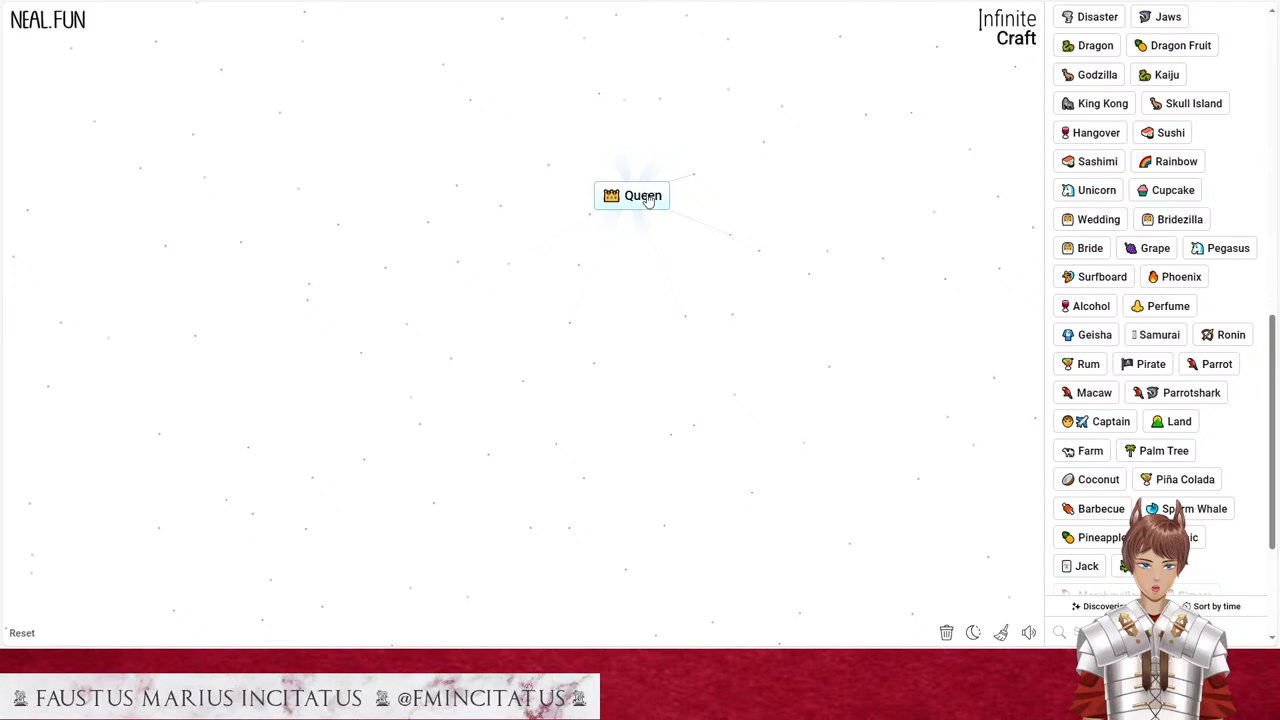 NEAL.FUN
Infinite
Craft
Disaster Jaws
Dragon Dragon Fruit
Godzilla Kaiju
King Kong Skull Island
Hangover Sushi
Sashimi Rainbow
Unicorn Cupcake
Wedding Bridezilla
Bride Grape Pegasus
Surfboard Phoenix
Alcohol Perfume
Geisha Samurai Ronin
Rum Pirate Parrot
Macaw Parrotshark
Captain Land
Farm Palm Tree
Coconut Piña Colada
Barbecue Sperm Whale
Pineapple
Jack
Queen
Discoveries Sort by time
Reset
FAUSTUS MARIUS INCITATUS @FMINCITATUS